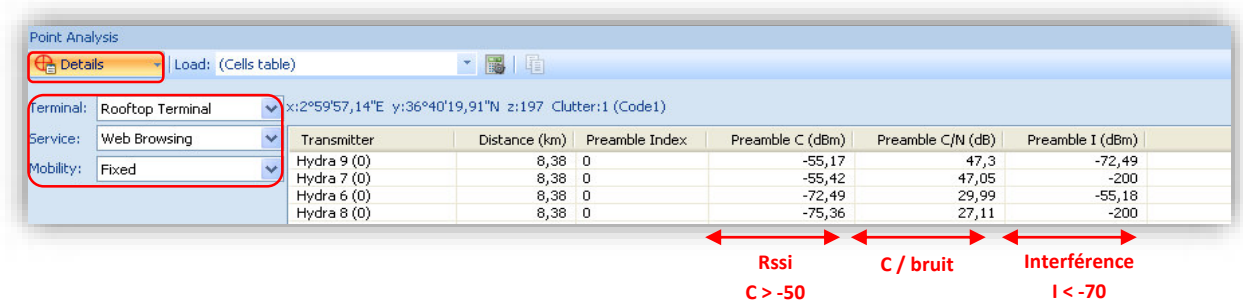 Point Analysis
Details Load: (Cells table)
Terminal: Rooftop Terminal x:2°59'57,14"E y:36°40'19,91"N z:197 Clutter:1 (Code1)
Service: Web Browsing
Mobility: Fixed
Transmitter Distance (km) Preamble Index Preamble C (dBm) Preamble C/N (dB) Preamble I (dBm)
Hydra 9 (0) 8,38 0 -55,17 47,3 -72,49
Hydra 7 (0) 8,38 0 -55,42 47,05 -200
Hydra 6 (0) 8,38 0 -72,49 29,99 -55,18
Hydra 8 (0) 8,38 0 -75,36 27,11 -200
Rssi C / bruit Interférence
C > -50 I < -70